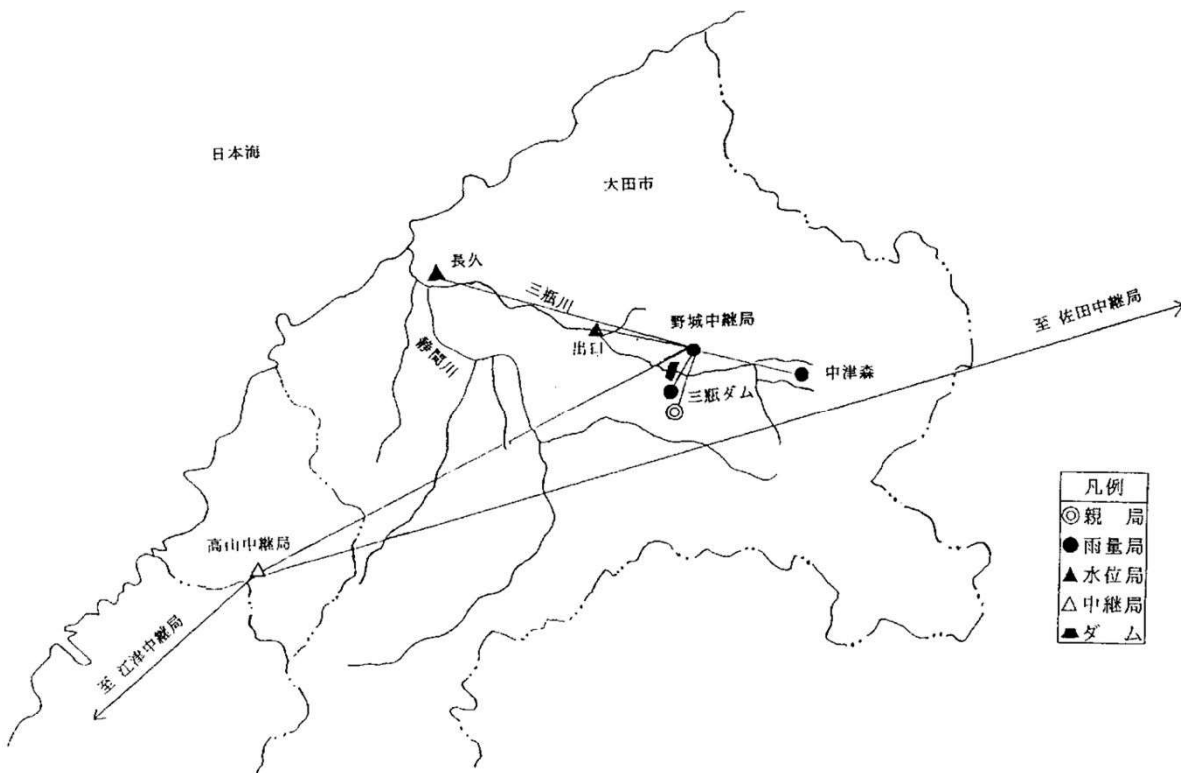 日本海
大田市
長久
三瓶川
野城中継局
至 佐田中継局
出口
静間川
中津森
三瓶ダム
高山中継局
至 江津中継局
凡例
親 局
雨量局
水位局
中継局
ダ ム